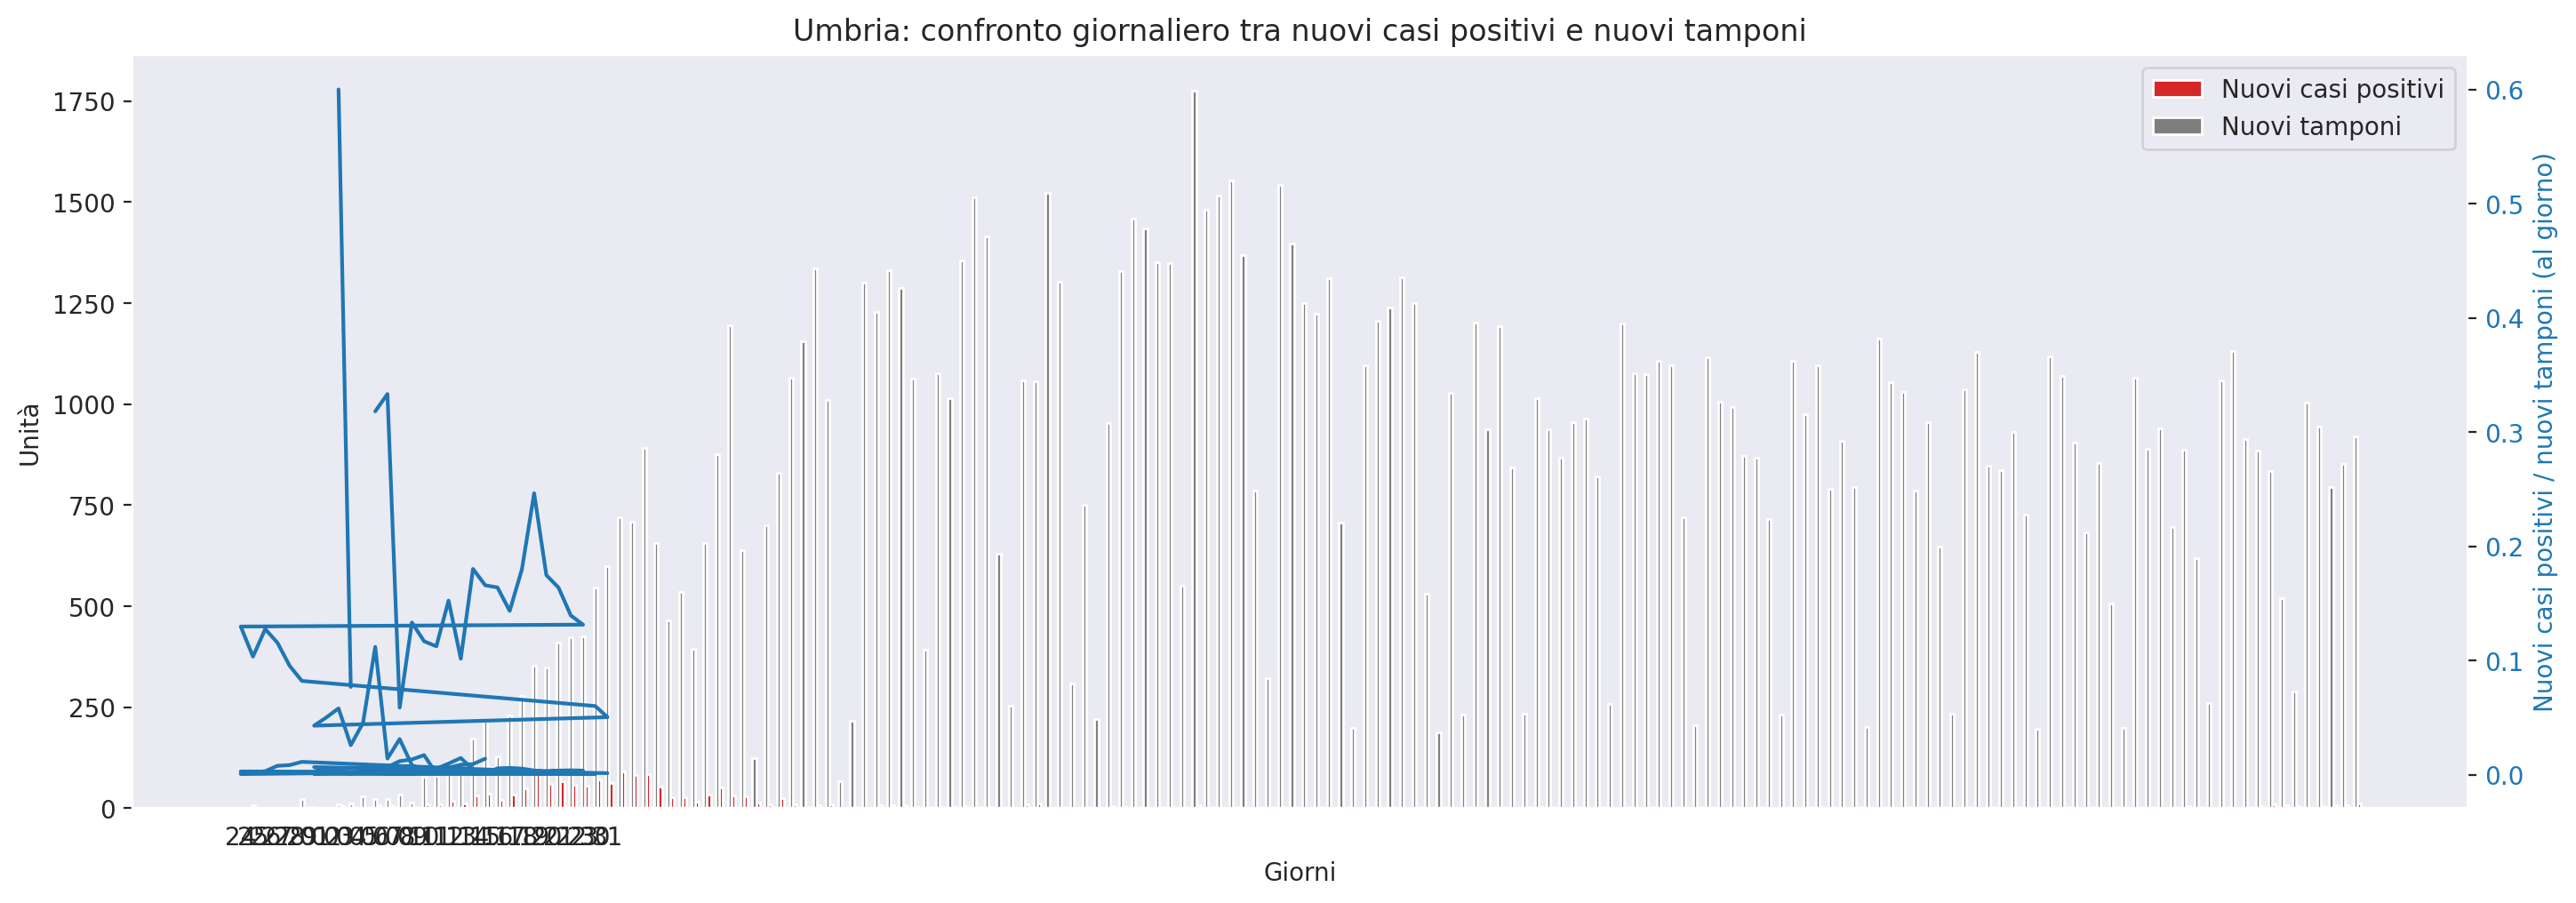 Umbria: confronto giornaliero tra nuovi casi positivi e nuovi tamponi
Nuovi casi positivi
Nuovi tamponi
1750
1500
1250
1000
750
500
250
0
Unità
0.6
0.5
0.4
0.3
0.2
0.1
0.0
Nuovi casi positivi / nuovi tamponi (al giorno)
Giorni